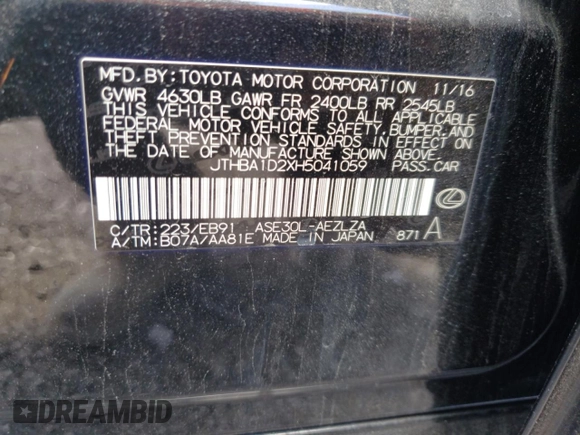 MFD.BY:TOYOTA MOTOR CORPORATION 11/16
GVWR 4630LB GAWR FR 2400LB RR 2545LB
THIS VEHICLE CONFORMS TO ALL APPLICABLE
FEDERAL MOTOR VEHICLE SAFETY,BUMPER,AND
THEFT PREVENTION STANDARDS IN EFFECT ON
THE DATE OF MANUFACTURE SHOWN ABOVE.
JTHBA1D2XH5041059 PASS.CAR
C/TR:223/EB91 ASE30L-AEZLZA
A/TM:B07A/AA81E MADE IN JAPAN 871 A
DREAMBID